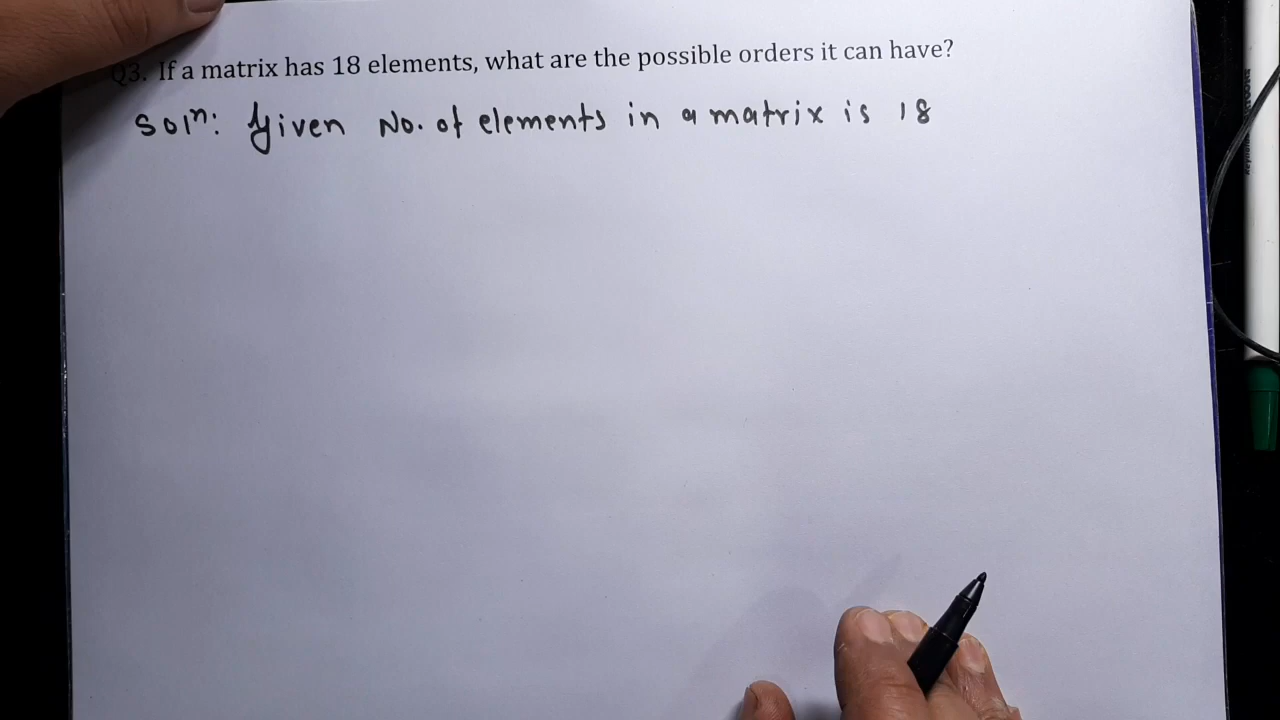 Q3. If a matrix has 18 elements, what are the possible orders it can have?
Solⁿ: Given No. of elements in a matrix is 18